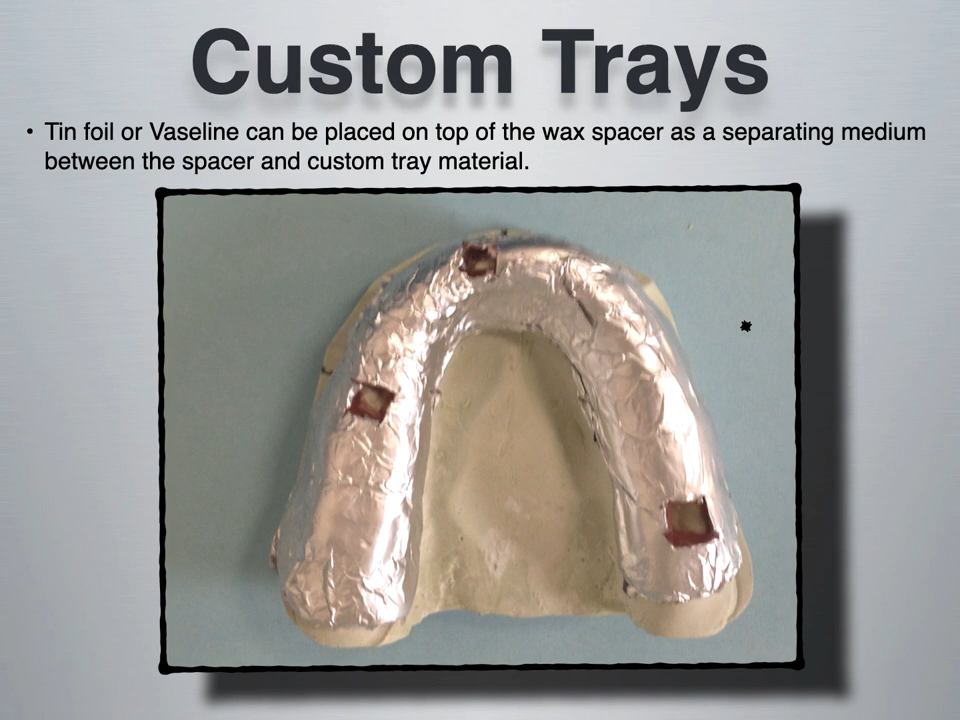 Custom Trays
• Tin foil or Vaseline can be placed on top of the wax spacer as a separating medium
between the spacer and custom tray material.